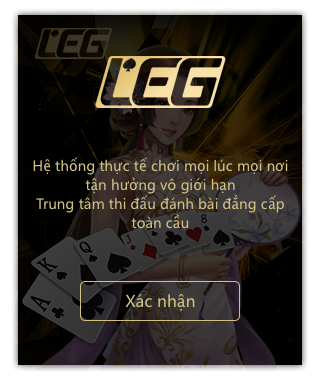 LEG
LEG
Hệ thống thực tế chơi mọi lúc mọi nơi
tận hưởng vô giới hạn
Trung tâm thi đấu đánh bài đẳng cấp
toàn cầu
A
K
Q
J
8
Xác nhận